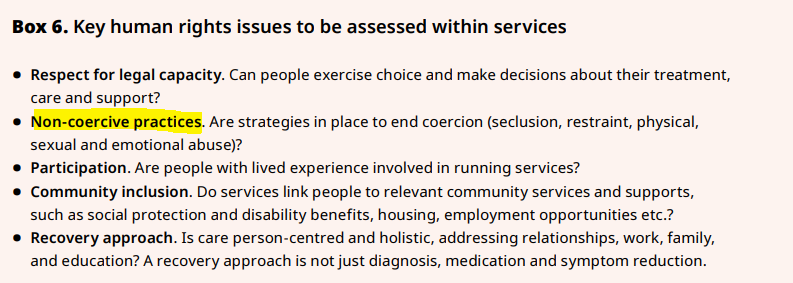 Box 6. Key human rights issues to be assessed within services
● Respect for legal capacity. Can people exercise choice and make decisions about their treatment,
care and support?
● Non-coercive practices. Are strategies in place to end coercion (seclusion, restraint, physical,
sexual and emotional abuse)?
● Participation. Are people with lived experience involved in running services?
● Community inclusion. Do services link people to relevant community services and supports,
such as social protection and disability benefits, housing, employment opportunities etc.?
● Recovery approach. Is care person-centred and holistic, addressing relationships, work, family,
and education? A recovery approach is not just diagnosis, medication and symptom reduction.